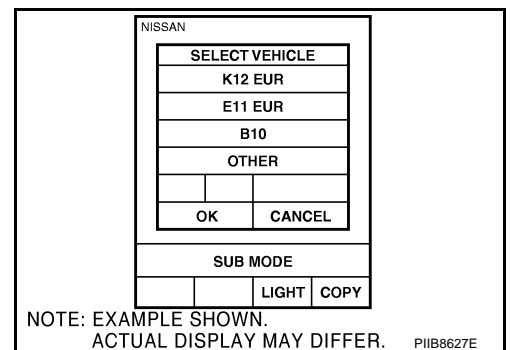 NISSAN
SELECT VEHICLE
K12 EUR
E11 EUR
B10
OTHER
OK CANCEL
SUB MODE
LIGHT COPY
NOTE: EXAMPLE SHOWN.
ACTUAL DISPLAY MAY DIFFER. PIIB8627E